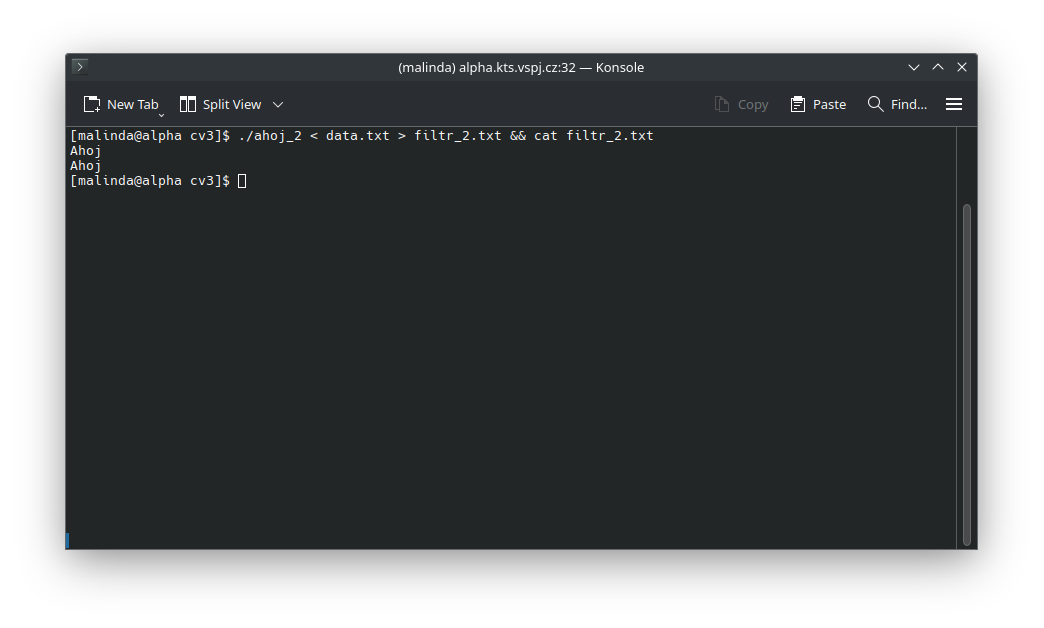 (malinda) alpha.kts.vspj.cz:32 — Konsole
New Tab Split View Copy Paste Find...
[malinda@alpha cv3]$ ./ahoj_2 < data.txt > filtr_2.txt && cat filtr_2.txt
Ahoj
Ahoj
[malinda@alpha cv3]$